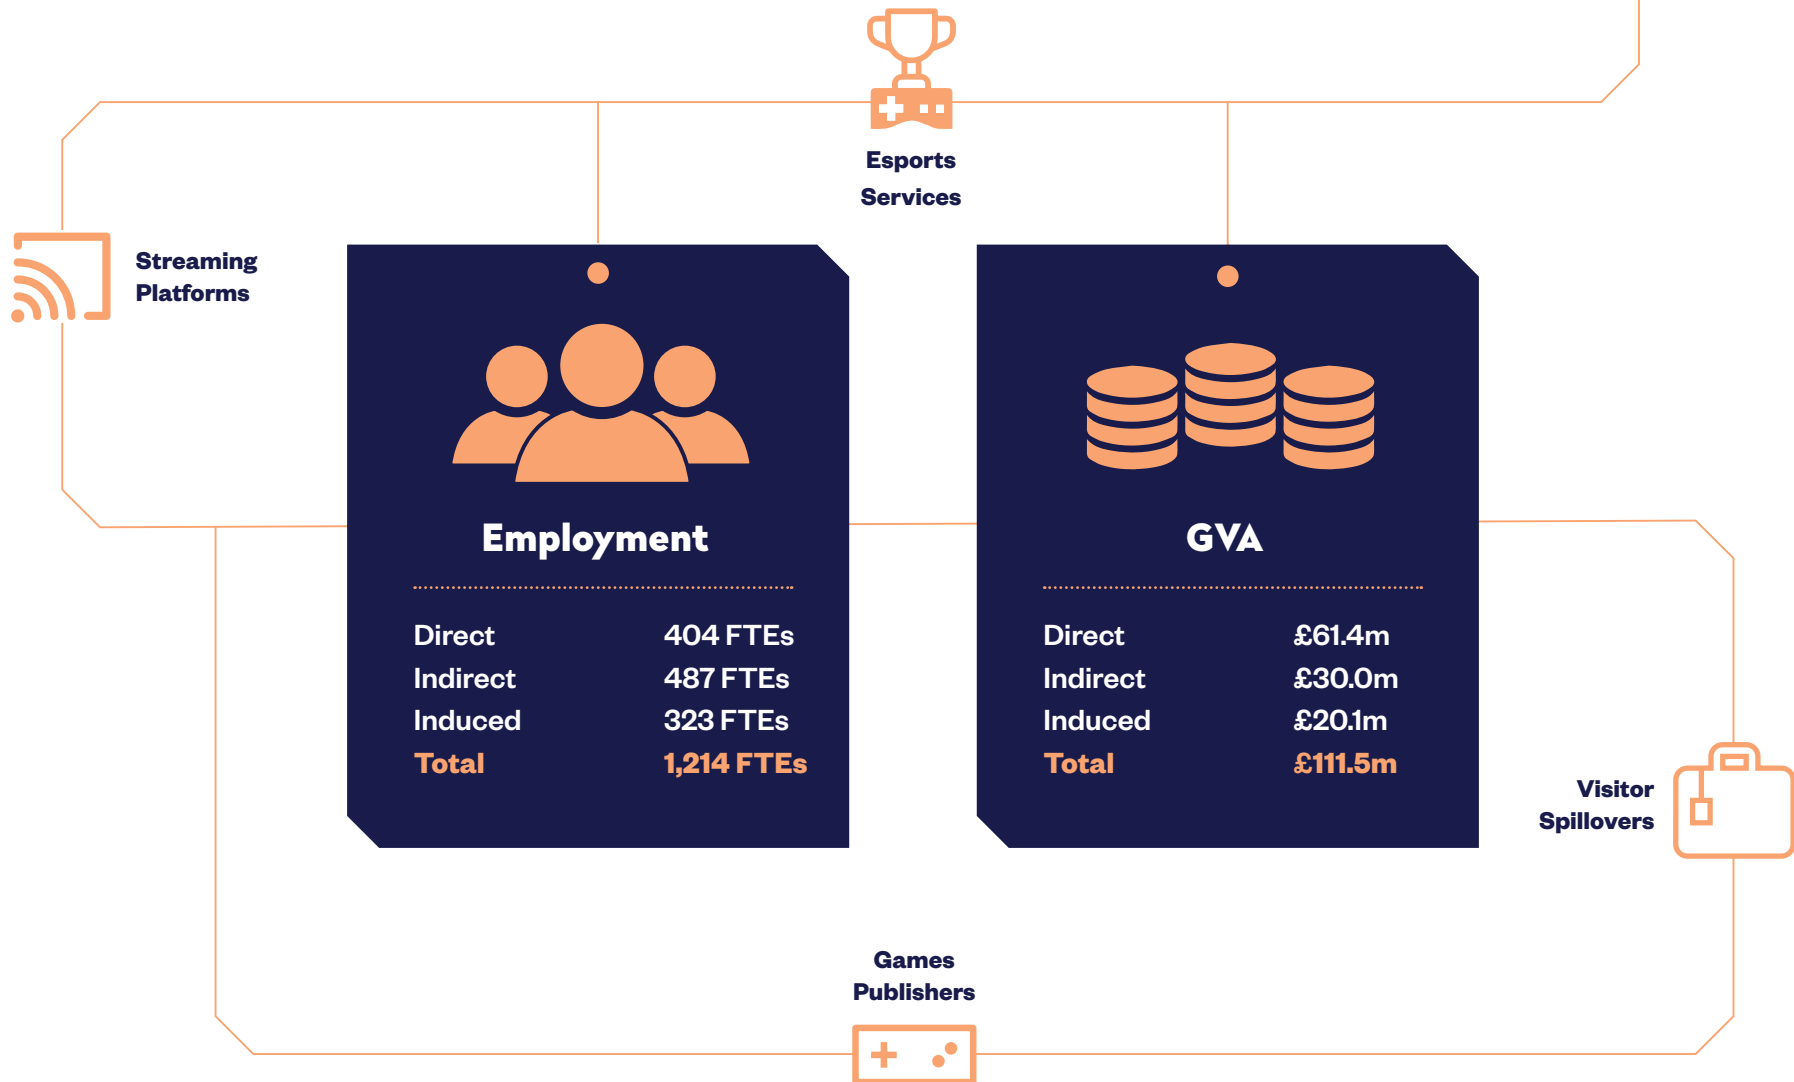 Esports
Services
Streaming
Platforms
Employment
Direct 404 FTEs
Indirect 487 FTEs
Induced 323 FTEs
Total 1,214 FTEs
GVA
Direct £61.4m
Indirect £30.0m
Induced £20.1m
Total £111.5m
Visitor
Spillovers
Games
Publishers